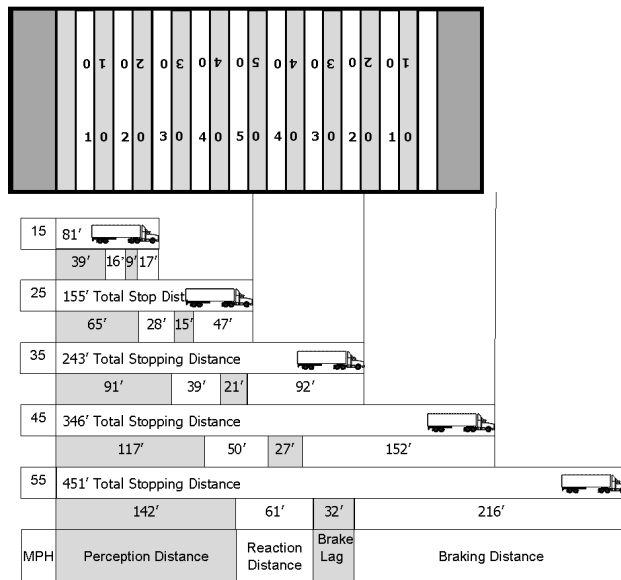 0 1 0 2 0 3 0 4 0 5 0 4 0 3 0 2 0 1
1 0 2 0 3 0 4 0 5 0 4 0 3 0 2 0 1 0
15 81′
39′ 16′ 9′ 17′
25 155′ Total Stop Dist
65′ 28′ 15′ 47′
35 243′ Total Stopping Distance
91′ 39′ 21′ 92′
45 346′ Total Stopping Distance
117′ 50′ 27′ 152′
55 451′ Total Stopping Distance
142′ 61′ 32′ 216′
MPH Perception Distance Reaction Distance Brake Lag Braking Distance